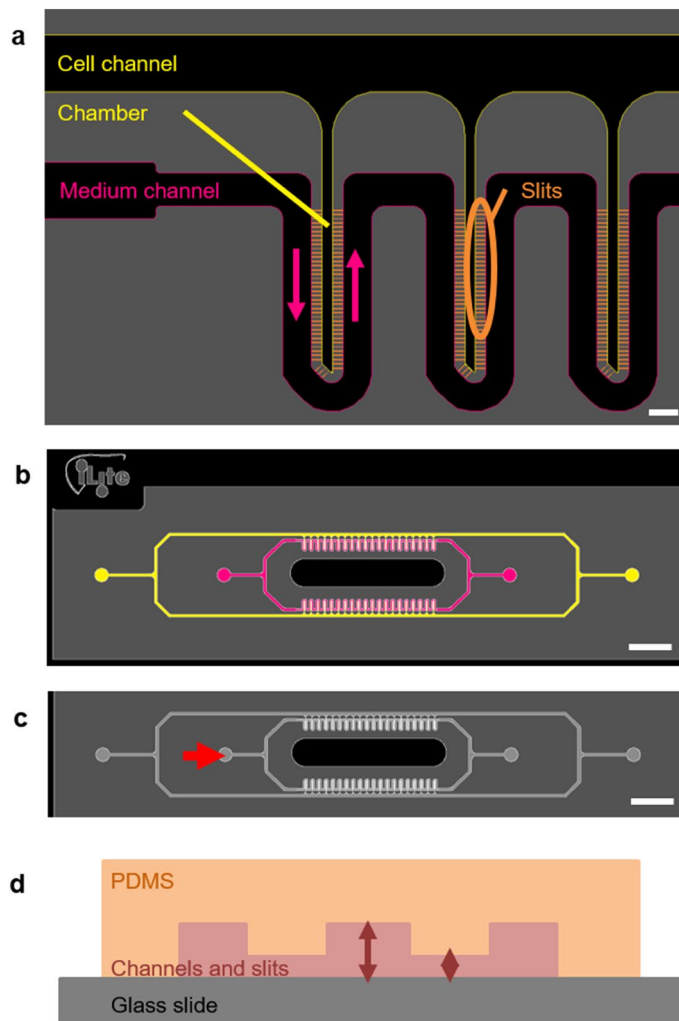 a
Cell channel
Chamber
Medium channel
Slits
b
iLite
c
d
PDMS
Channels and slits
Glass slide